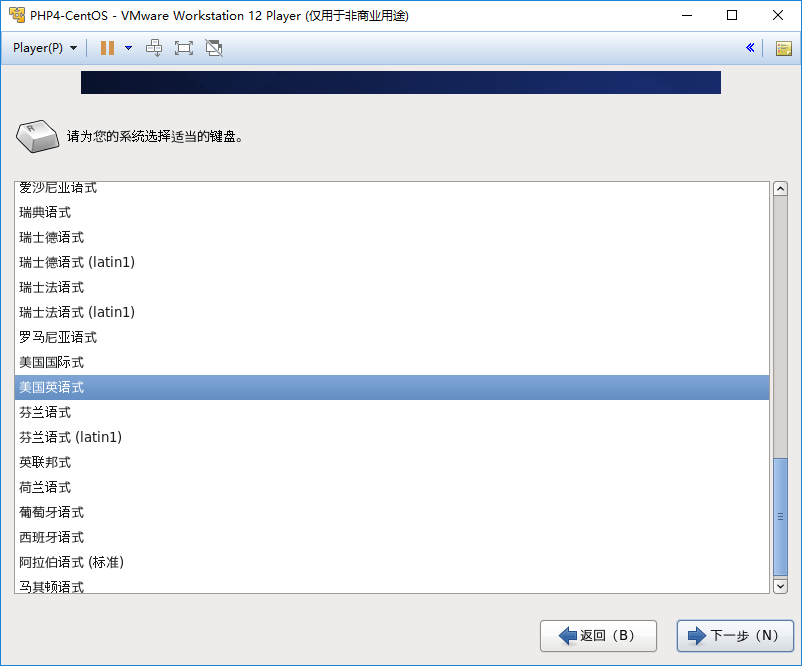 PHP4-CentOS - VMware Workstation 12 Player (仅用于非商业用途)
Player(P)
请为您的系统选择适当的键盘。
爱沙尼亚语式
瑞典语式
瑞士德语式
瑞士德语式 (latin1)
瑞士法语式
瑞士法语式 (latin1)
罗马尼亚语式
美国国际式
美国英语式
芬兰语式
芬兰语式 (latin1)
英联邦式
荷兰语式
葡萄牙语式
西班牙语式
阿拉伯语式 (标准)
马其顿语式
返回（B） 下一步（N）